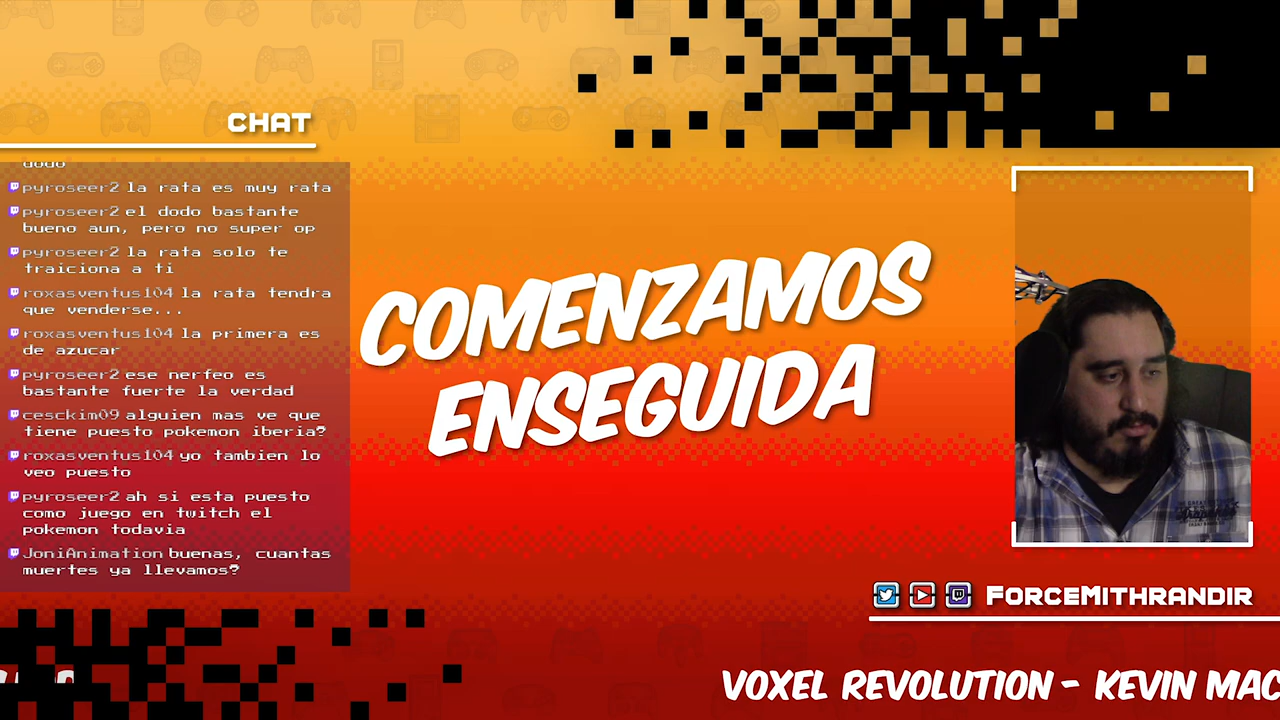 CHAT
dodo
pyroseer2 la rata es muy rata
pyroseer2 el dodo bastante
bueno aun, pero no super op
pyroseer2 la rata solo te
traiciona a ti
roxasventus104 la rata tendra
que venderse...
roxasventus104 la primera es
de azucar
pyroseer2 ese nerfeo es
bastante fuerte la verdad
cesckim09 alguien mas ve que
tiene puesto pokemon iberia?
roxasventus104 yo tambien lo
veo puesto
pyroseer2 ah si esta puesto
como juego en twitch el
pokemon todavia
JoniAnimation buenas, cuantas
muertes ya llevamos?
COMENZAMOS
ENSEGUIDA
FORCEMITHRANDIR
VOXEL REVOLUTION - KEVIN MAC